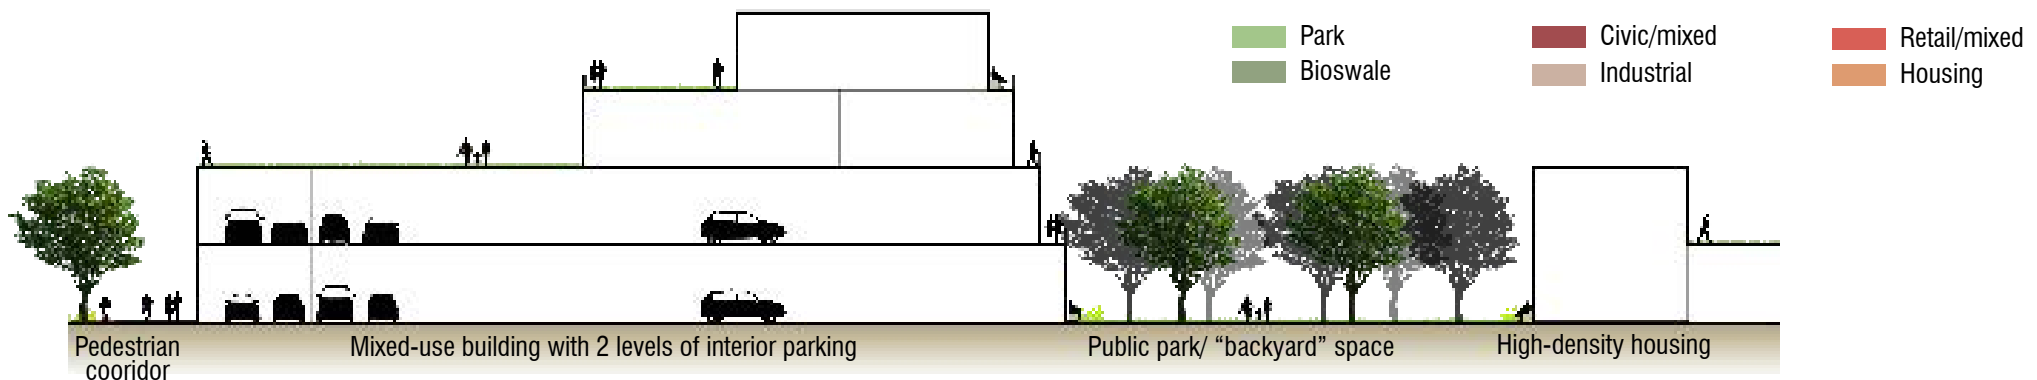 Park
Bioswale
Civic/mixed
Industrial
Retail/mixed
Housing
Pedestrian
cooridor
Mixed-use building with 2 levels of interior parking
Public park/ “backyard” space
High-density housing